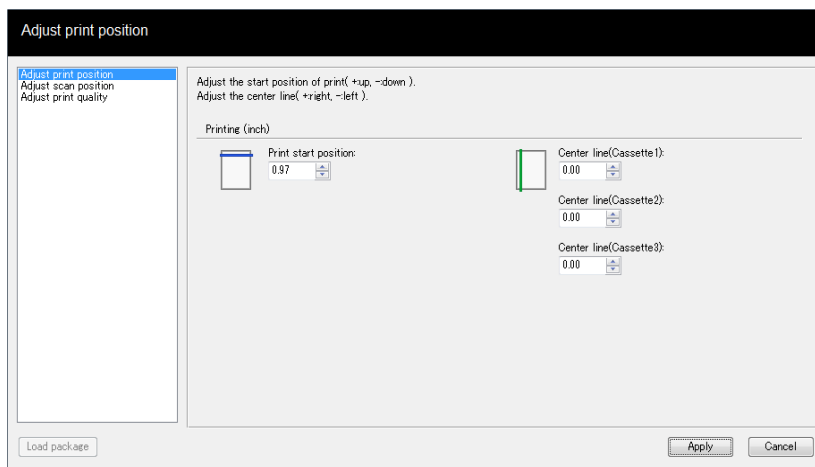 Adjust print position
Adjust print position
Adjust scan position
Adjust print quality
Adjust the start position of print( +:up, -:down ).
Adjust the center line( +:right, -:left ).
Printing (inch)
Print start position:
0.97
Center line(Cassette1):
0.00
Center line(Cassette2):
0.00
Center line(Cassette3):
0.00
Load package
Apply
Cancel